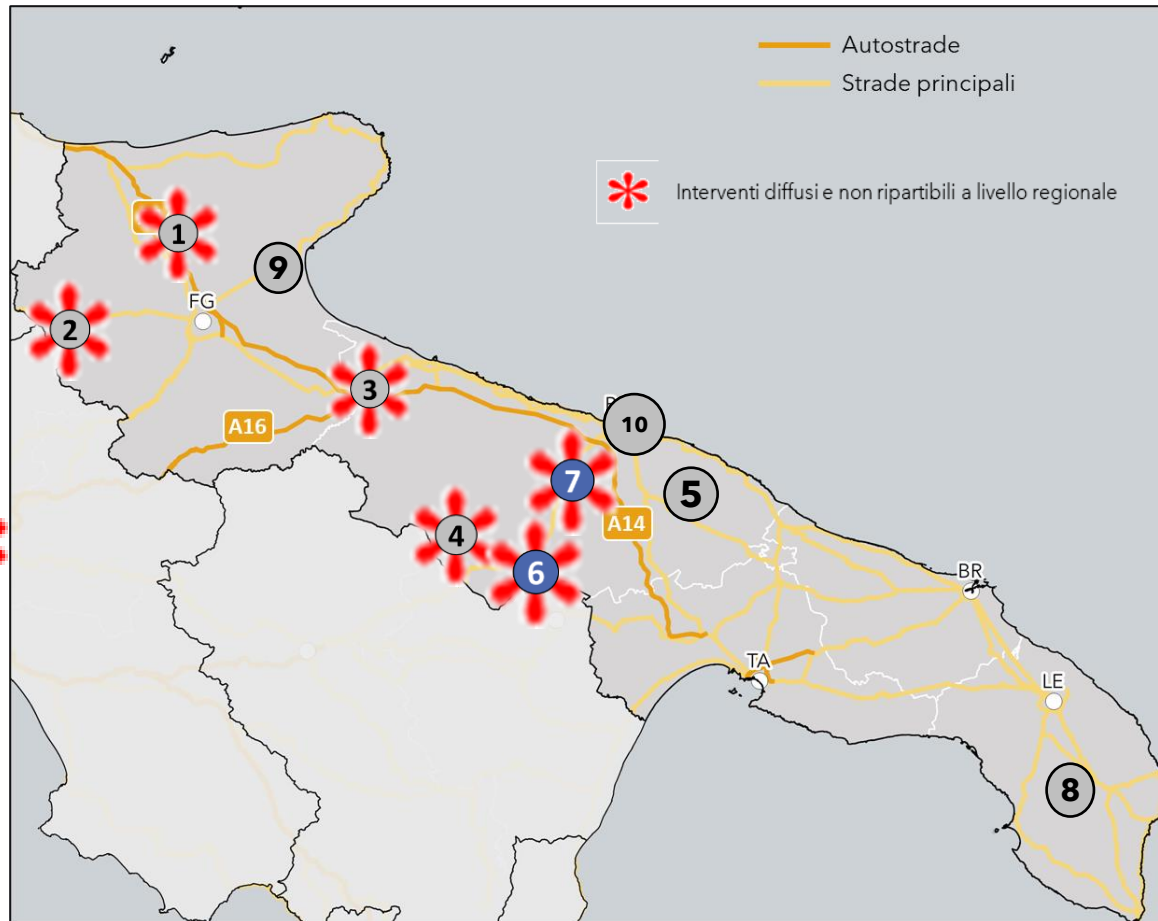 Autostrade
Strade principali
Interventi diffusi e non ripartibili a livello regionale
1
9
FG
2
3
A16
10
7
5
A14
4
6
BR
TA
LE
8